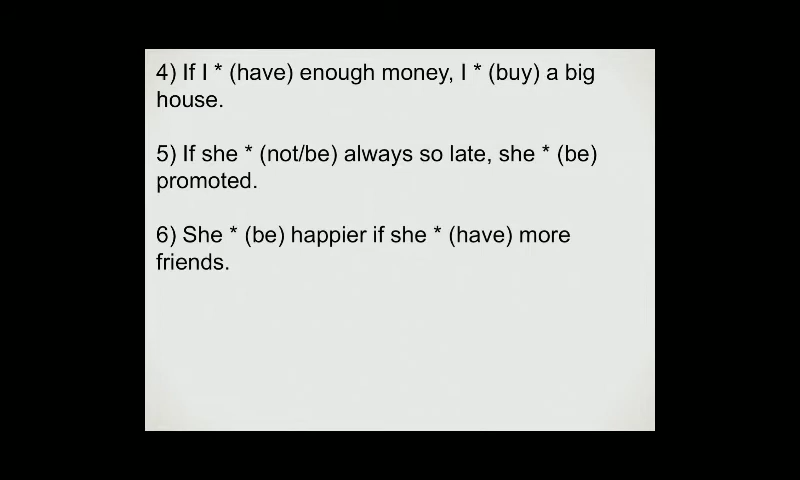 4) If I * (have) enough money, I * (buy) a big
house.
5) If she * (not/be) always so late, she * (be)
promoted.
6) She * (be) happier if she * (have) more
friends.